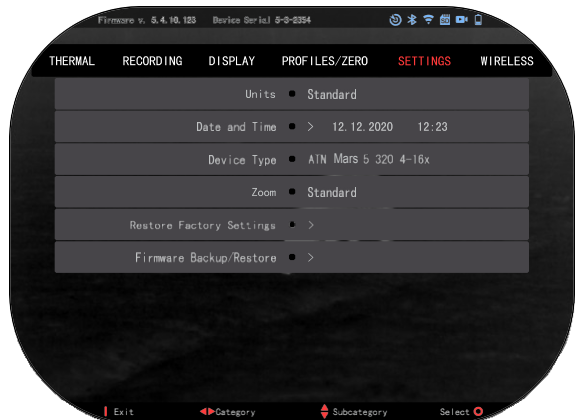 Firmware v. 5.4.10.123 Device Serial 5-3-2354
THERMAL RECORDING DISPLAY PROFILES/ZERO SETTINGS WIRELESS
Units Standard
Date and Time > 12.12.2020 12:23
Device Type ATN Mars 5 320 4-16x
Zoom Standard
Restore Factory Settings >
Firmware Backup/Restore >
Exit Category Subcategory Select